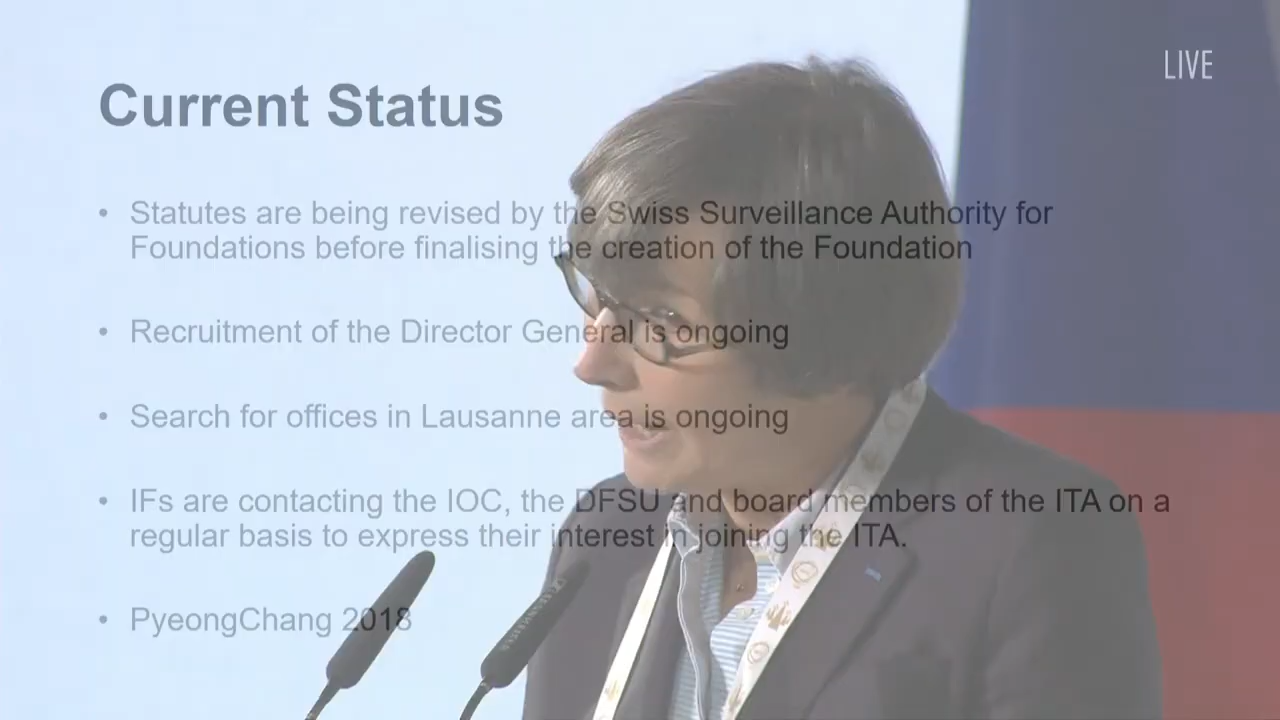 LIVE
Current Status
• Statutes are being revised by the Swiss Surveillance Authority for
Foundations before finalising the creation of the Foundation
• Recruitment of the Director General is ongoing
• Search for offices in Lausanne area is ongoing
• IFs are contacting the IOC, the DFSU and board members of the ITA on a
regular basis to express their interest in joining the ITA.
• PyeongChang 2018